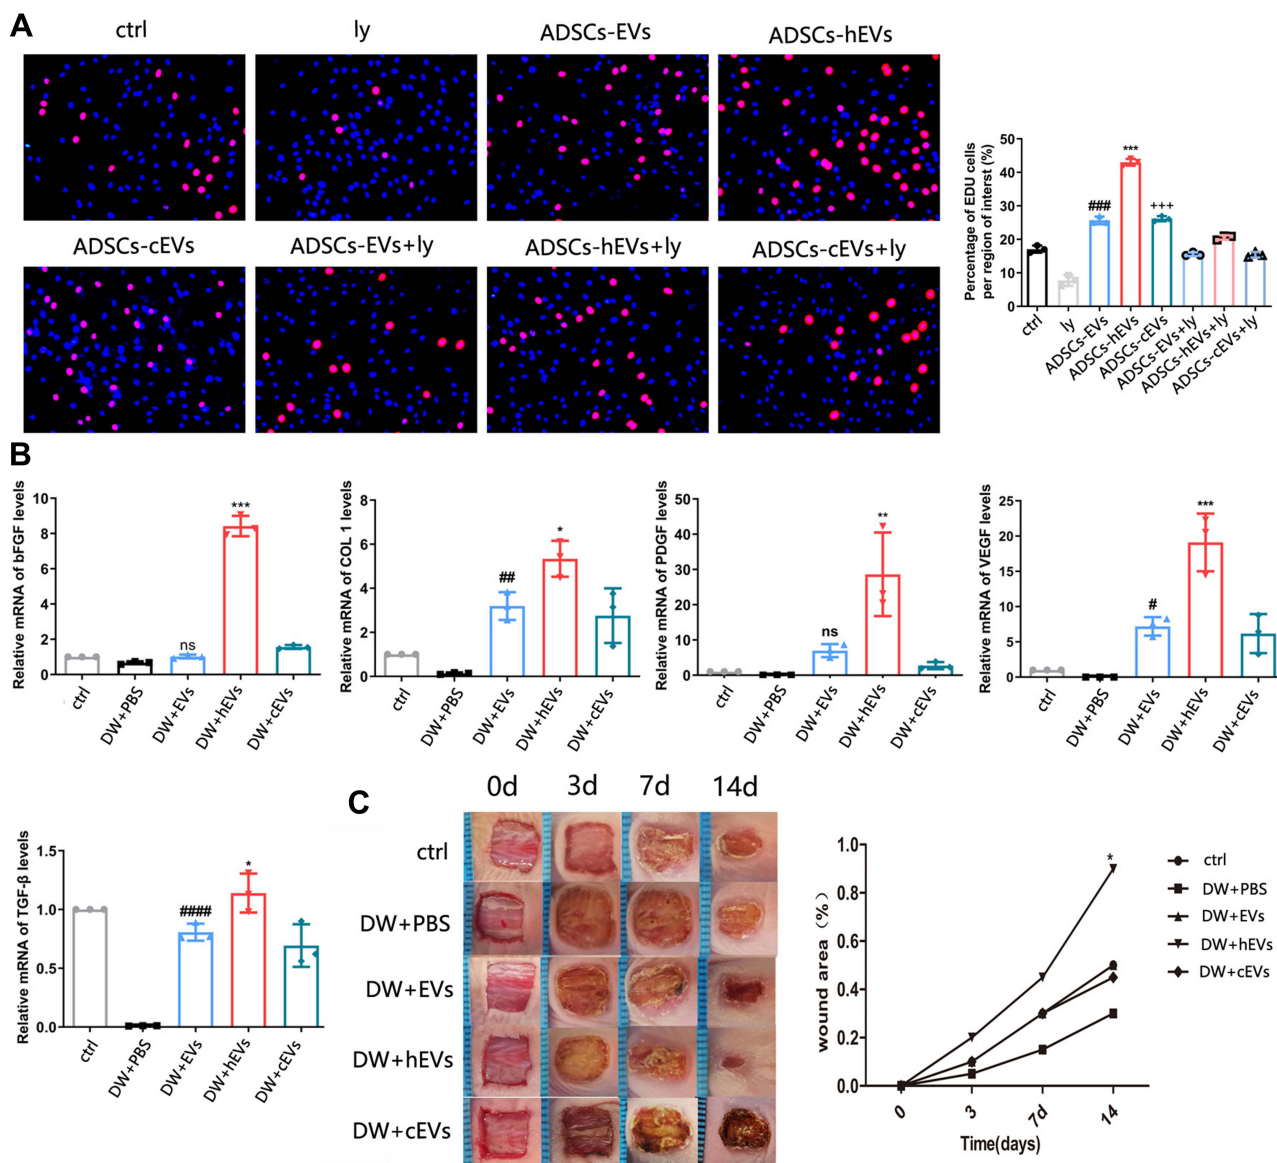 A
ctrl
ly
ADSCs-EVs
ADSCs-hEVs
ADSCs-cEVs
ADSCs-EVs+ly
ADSCs-hEVs+ly
ADSCs-cEVs+ly
Percentage of EDU cells
per region of interst (%)
50
40
30
20
10
0
***
###
+++
ctrl
ly
ADSCs-EVs
ADSCs-hEVs
ADSCs-cEVs
ADSCs-EVs+ly
ADSCs-hEVs+ly
ADSCs-cEVs+ly
B
Relative mRNA of bFGF levels
10
8
6
4
2
0
ns
***
ctrl
DW+PBS
DW+EVs
DW+hEVs
DW+cEVs
Relative mRNA of COL 1 levels
8
6
4
2
0
##
*
ctrl
DW+PBS
DW+EVs
DW+hEVs
DW+cEVs
Relative mRNA of PDGF levels
50
40
30
20
10
0
ns
**
ctrl
DW+PBS
DW+EVs
DW+hEVs
DW+cEVs
Relative mRNA of VEGF levels
25
20
15
10
5
0
#
***
ctrl
DW+PBS
DW+EVs
DW+hEVs
DW+cEVs
Relative mRNA of TGF-β levels
1.5
1.0
0.5
0.0
####
*
ctrl
DW+PBS
DW+EVs
DW+hEVs
DW+cEVs
C
0d 3d 7d 14d
ctrl
DW+PBS
DW+EVs
DW+hEVs
DW+cEVs
wound area (%)
1.0
0.8
0.6
0.4
0.2
0.0
*
0
3
7d
14
Time(days)
ctrl
DW+PBS
DW+EVs
DW+hEVs
DW+cEVs